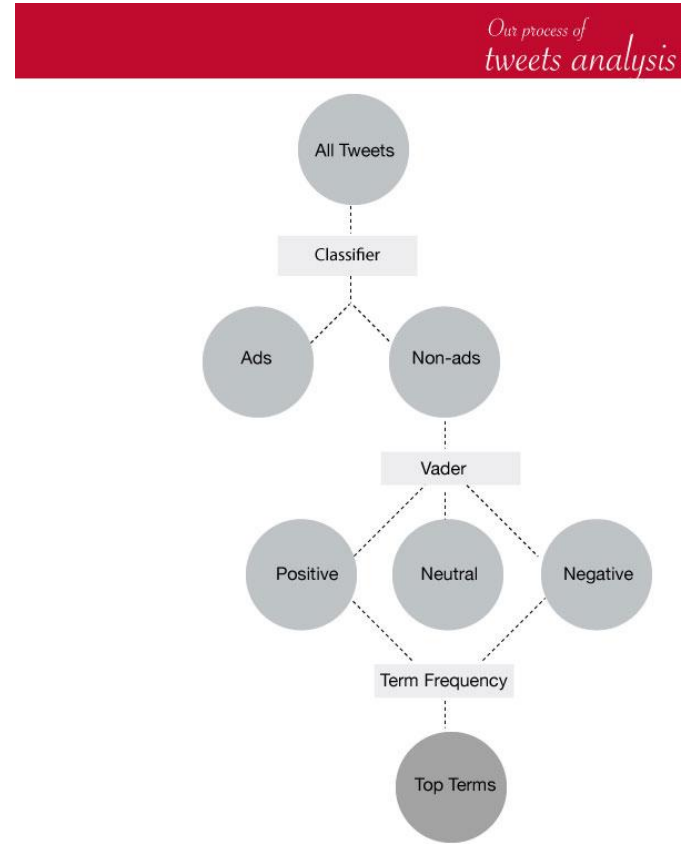 Our process of
tweets analysis
All Tweets
Classifier
Ads
Non-ads
Vader
Positive
Neutral
Negative
Term Frequency
Top Terms